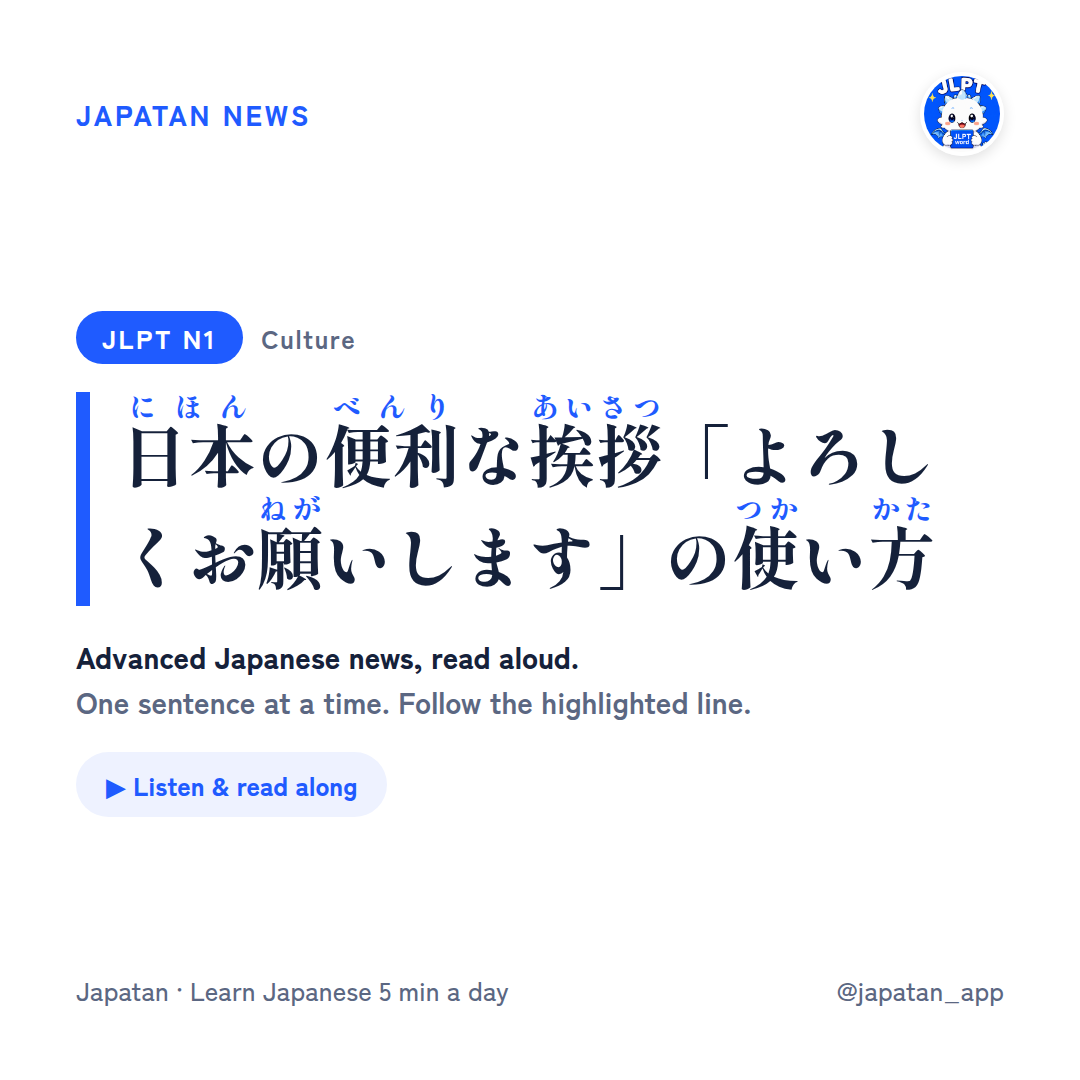 JAPATAN NEWS
JLPT
JLPT
word
JLPT N1
Culture
にほん べんり あいさつ
日本の便利な挨拶「よろし
ねが つか かた
くお願いします」の使い方
Advanced Japanese news, read aloud.
One sentence at a time. Follow the highlighted line.
▶ Listen & read along
Japatan · Learn Japanese 5 min a day
@japatan_app